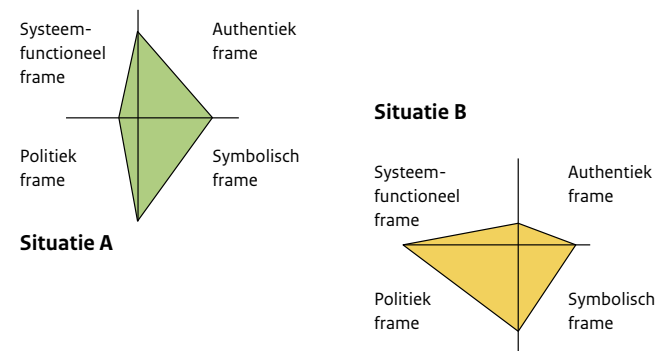 Systeem-
functioneel
frame
Authentiek
frame
Politiek
frame
Symbolisch
frame
Situatie A
Situatie B
Systeem-
functioneel
frame
Authentiek
frame
Politiek
frame
Symbolisch
frame